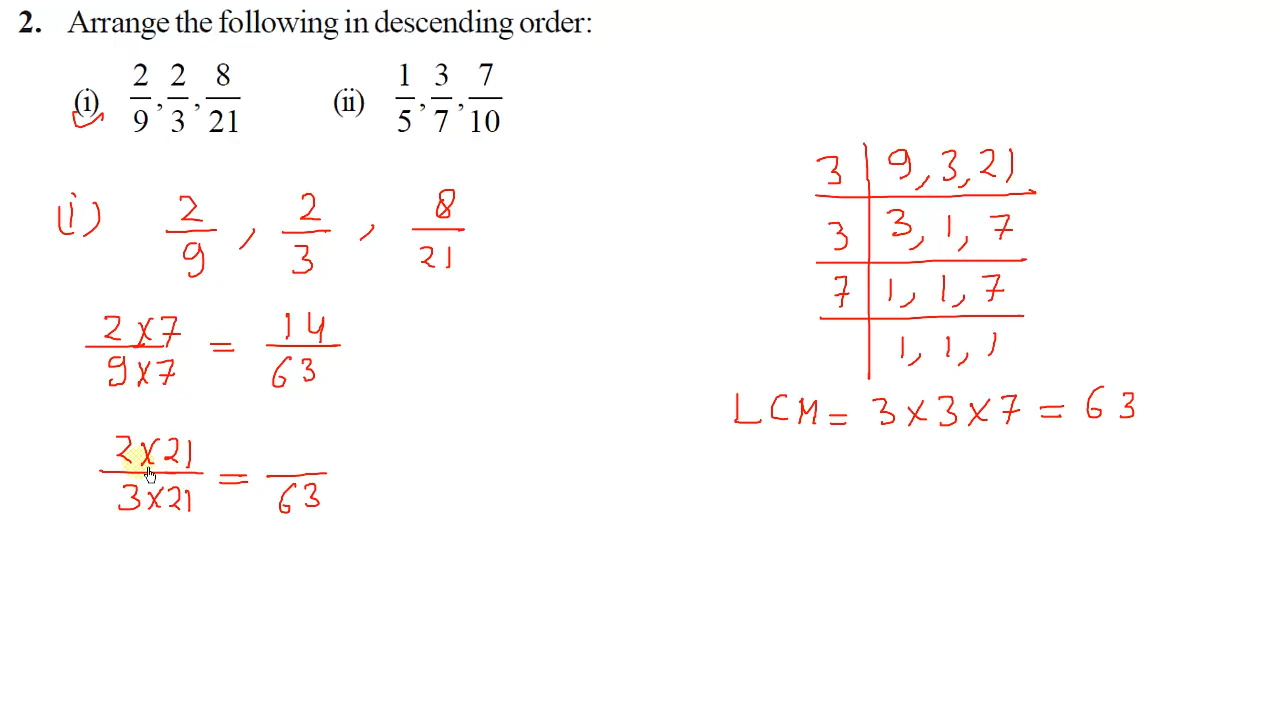 2. Arrange the following in descending order:
(i) 2/9, 2/3, 8/21 (ii) 1/5, 3/7, 7/10
(i) 2/9, 2/3, 8/21
2×7/9×7 = 14/63
2×21/3×21 = /63
3 | 9, 3, 21
3 | 3, 1, 7
7 | 1, 1, 7
| 1, 1, 1
LCM = 3×3×7 = 63